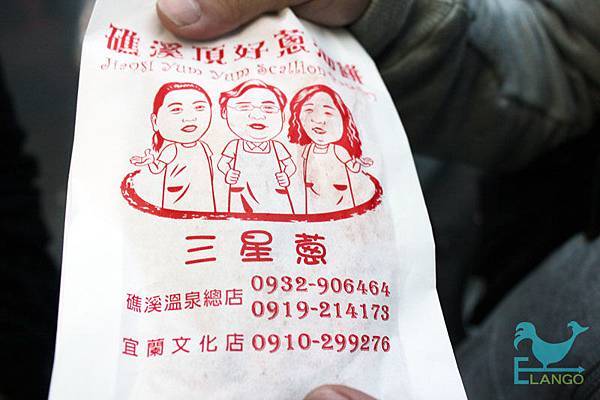 礁溪頂好蔥油餅
Jiaoxi Yum Yum Scallion
三星蔥
礁溪溫泉總店 0932-906464
0919-214173
宜蘭文化店 0910-299276
ELANGO